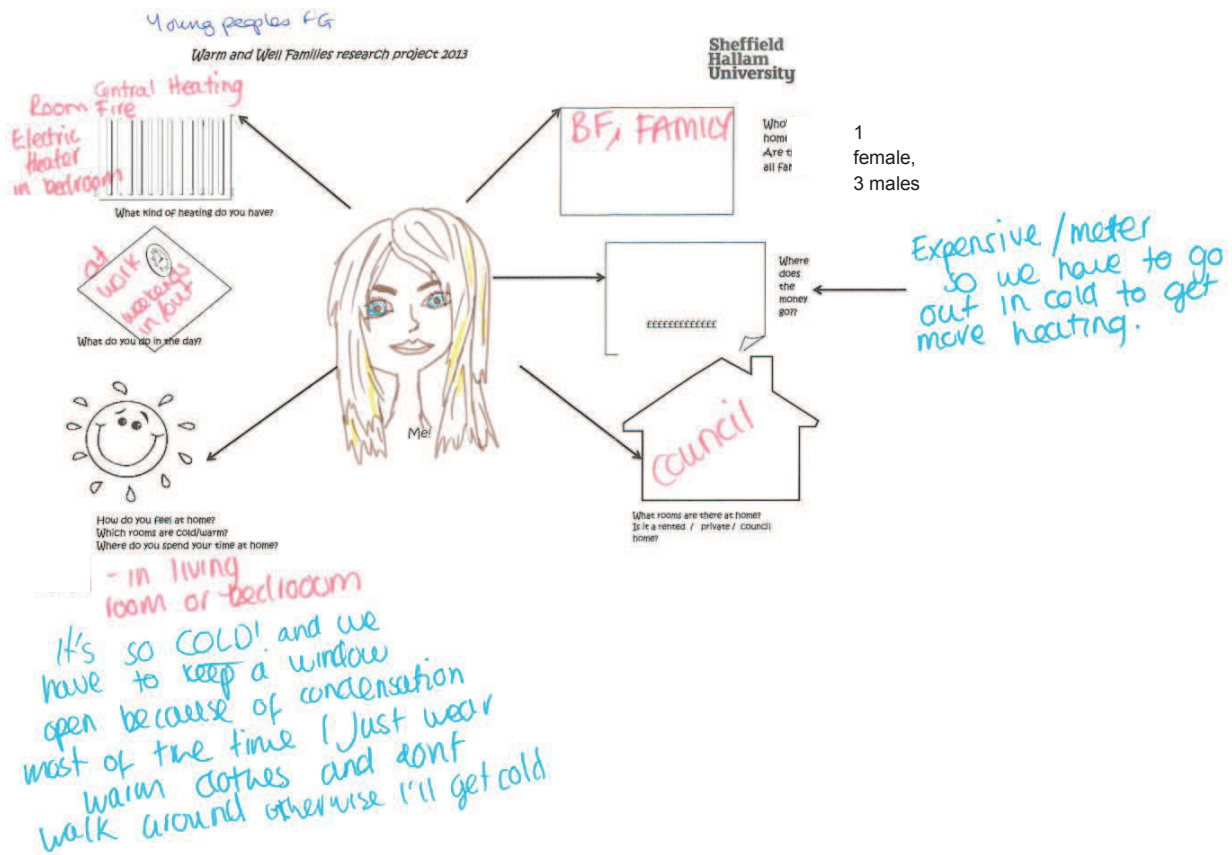 Young peoples FG
Warm and Well Families research project 2013
Sheffield
Hallam
University
Central Heating
Room Fire
Electric
Heater
in bedroom
What kind of heating do you have?
BF, FAMILY
Who'
home
Are t
all far
1
female,
3 males
at
work
weekends
in/out
What do you do in the day?
Where
does
the
money
go??
£££££££££££££
Expensive/meter
so we have to go
out in cold to get
more heating.
Me!
council
What rooms are there at home?
Is it a rented / private / council
home?
How do you feel at home?
Which rooms are cold/warm?
Where do you spend your time at home?
- in living
room or bedrooom
It's so COLD! and we
have to keep a window
open because of condensation
most of the time I Just wear
warm clothes and dont
walk around otherwise I'll get cold